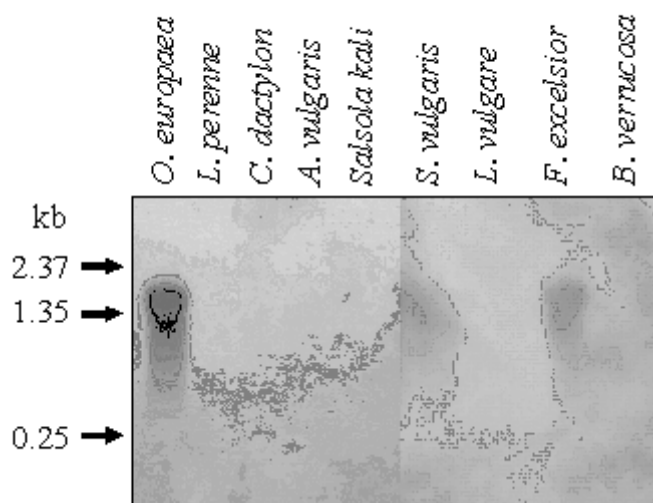 O. europaea
L. perenne
C. dactylon
A. vulgaris
Salsola kali
S. vulgaris
L. vulgare
F. excelsior
B. verrucosa
kb
2.37
1.35
0.25